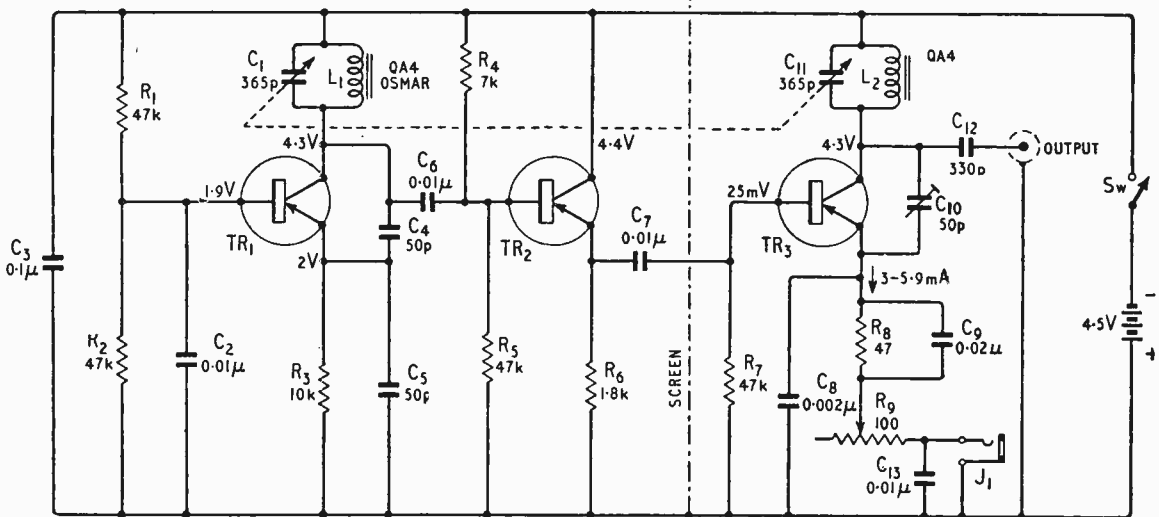 C1
365p
L1
QA4
OSMAR
R4
7k
C11
365p
L2
QA4
R1
47k
4·3V
4·4V
4·3V
C12
330p
OUTPUT
Sw
1·9V
C6
0·01µ
25mV
C10
50p
TR1
C4
50p
TR2
C7
0·01µ
TR3
C3
0·1µ
2V
3-5·9mA
4·5V
-
+
R2
47k
C2
0·01µ
R3
10k
C5
50p
R5
47k
R6
1·8k
SCREEN
R7
47k
R8
47
C9
0·02µ
C8
0·002µ
R9
100
C13
0·01µ
J1